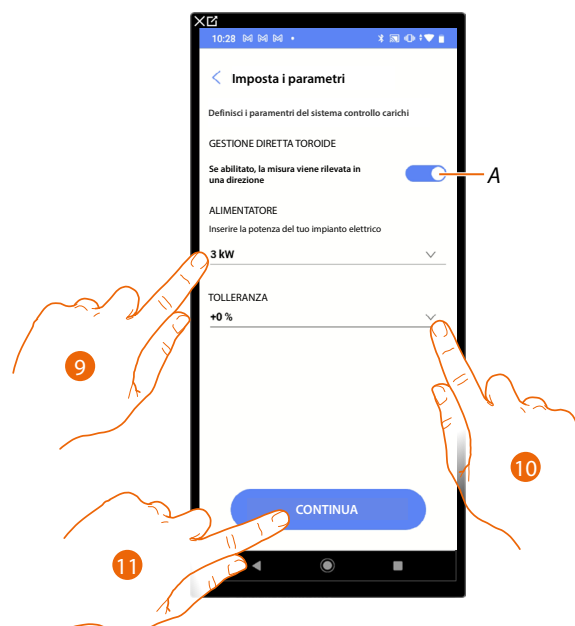 10:28
Imposta i parametri
Definisci i paramentri del sistema controllo carichi
GESTIONE DIRETTA TOROIDE
Se abilitato, la misura viene rilevata in
una direzione
A
ALIMENTATORE
Inserire la potenza del tuo impianto elettrico
3 kW
TOLLERANZA
+0 %
9
10
CONTINUA
11